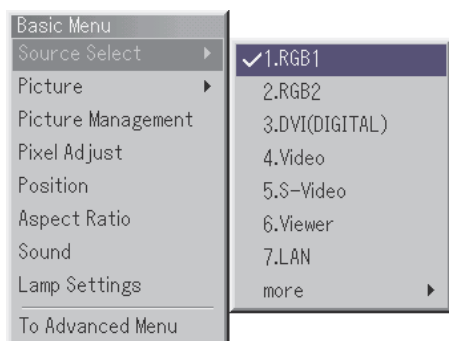 Basic Menu
Source Select
Picture
Picture Management
Pixel Adjust
Position
Aspect Ratio
Sound
Lamp Settings
To Advanced Menu
1.RGB1
2.RGB2
3.DVI(DIGITAL)
4.Video
5.S-Video
6.Viewer
7.LAN
more